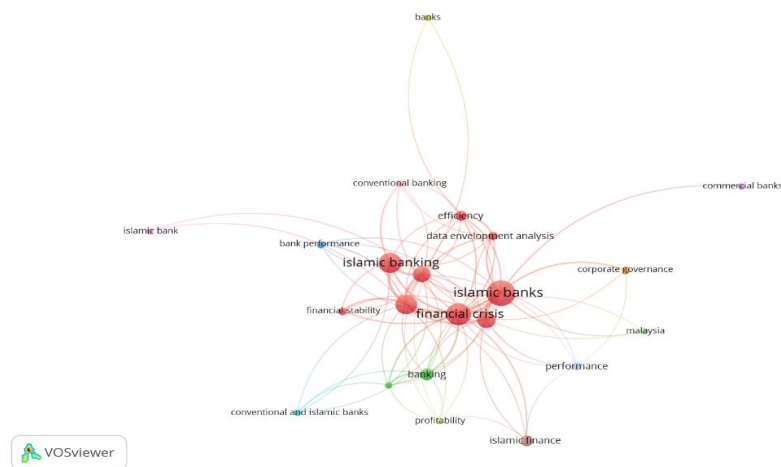 banks
conventional banking
commercial banks
efficiency
islamic bank
data envelopment analysis
bank performance
islamic banking
corporate governance
islamic banks
financial stability
financial crisis
malaysia
performance
banking
conventional and islamic banks
profitability
islamic finance
VOSviewer